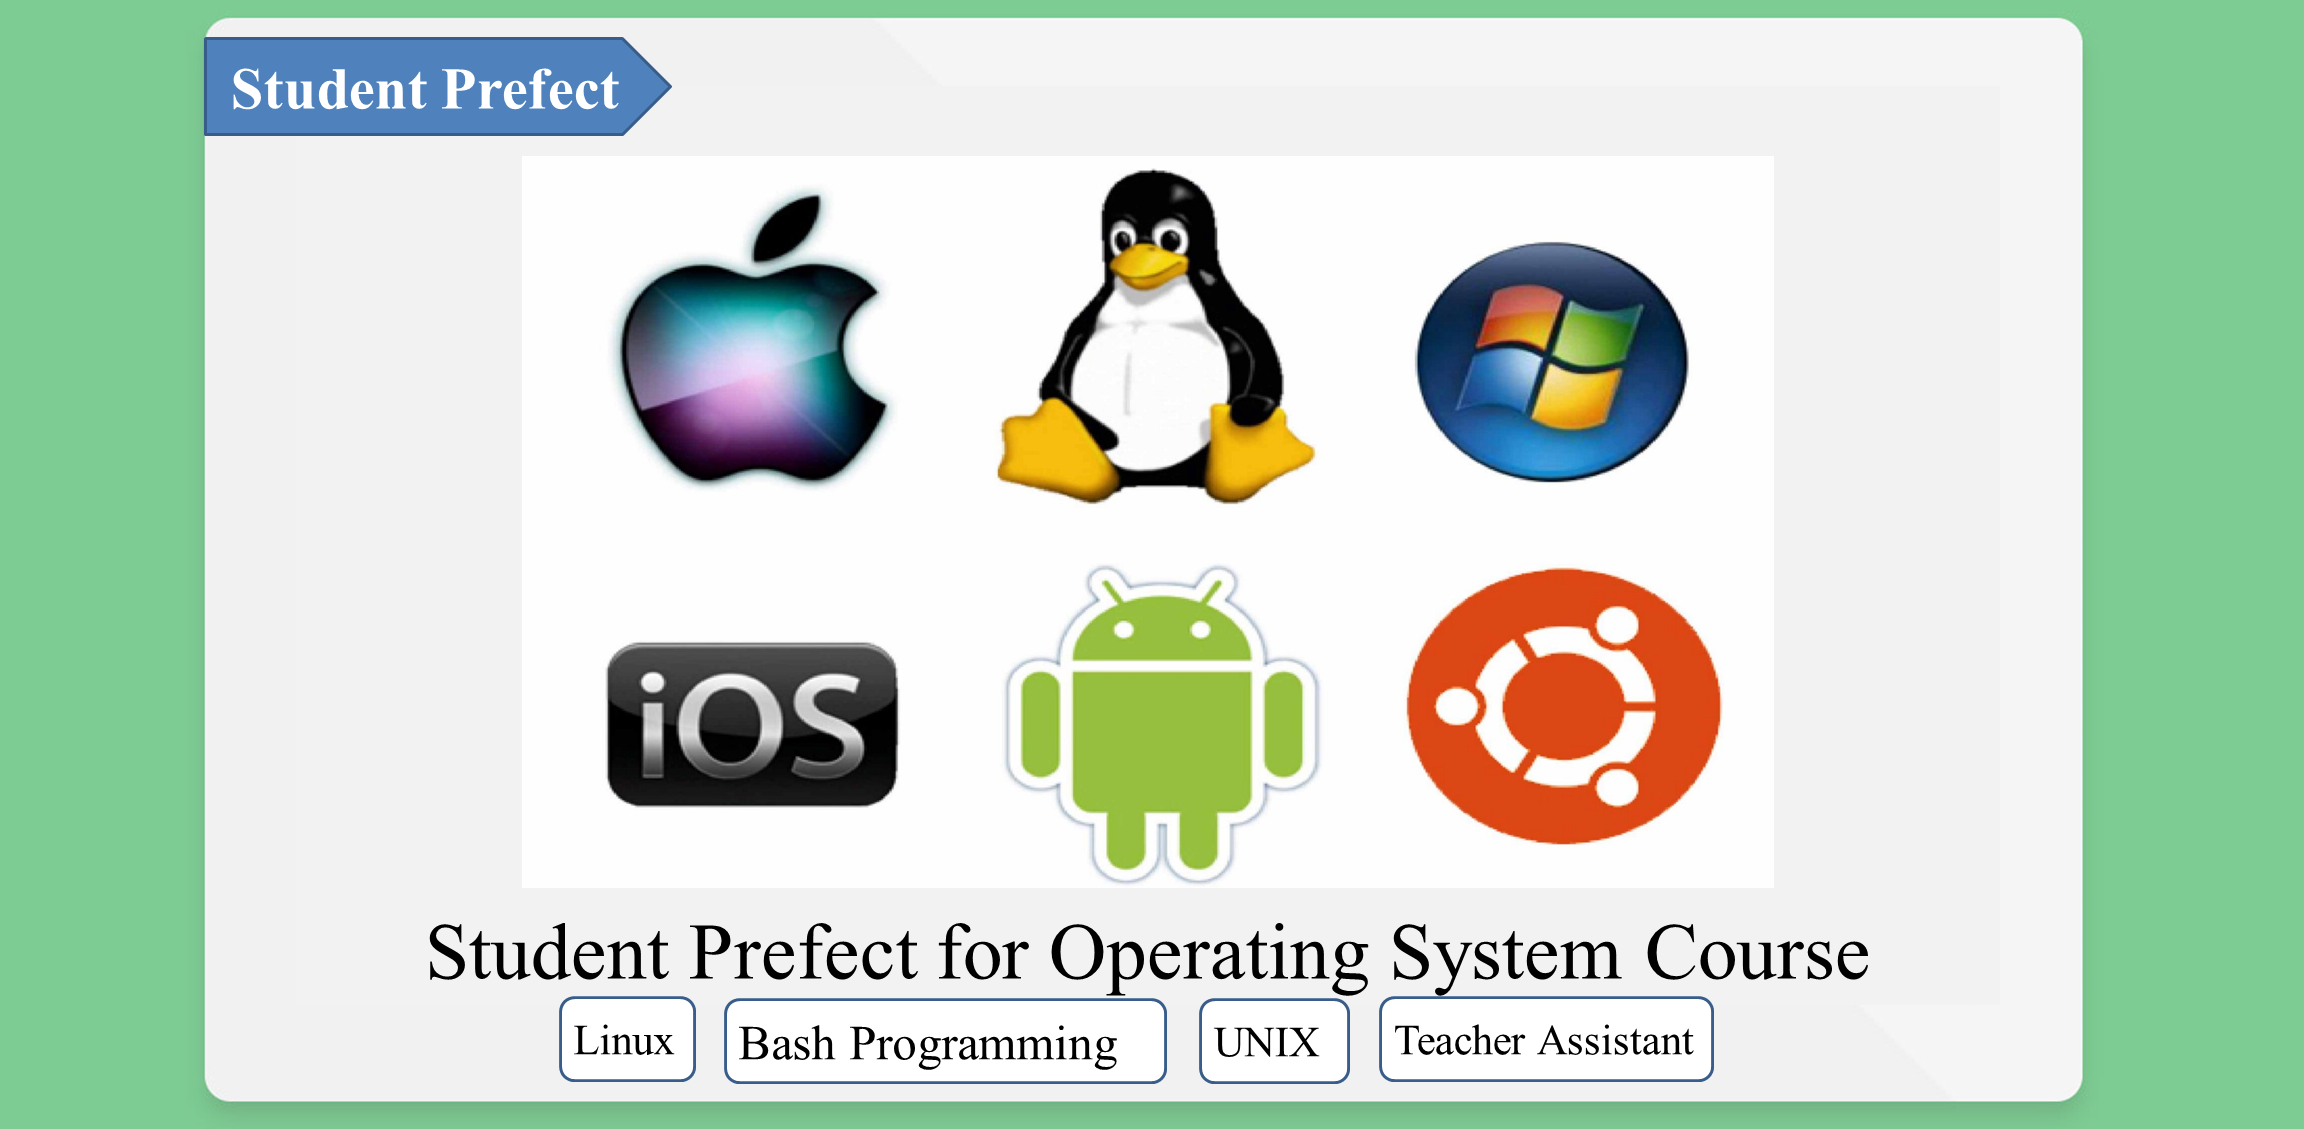 Student Prefect
iOS
Student Prefect for Operating System Course
Linux
Bash Programming
UNIX
Teacher Assistant